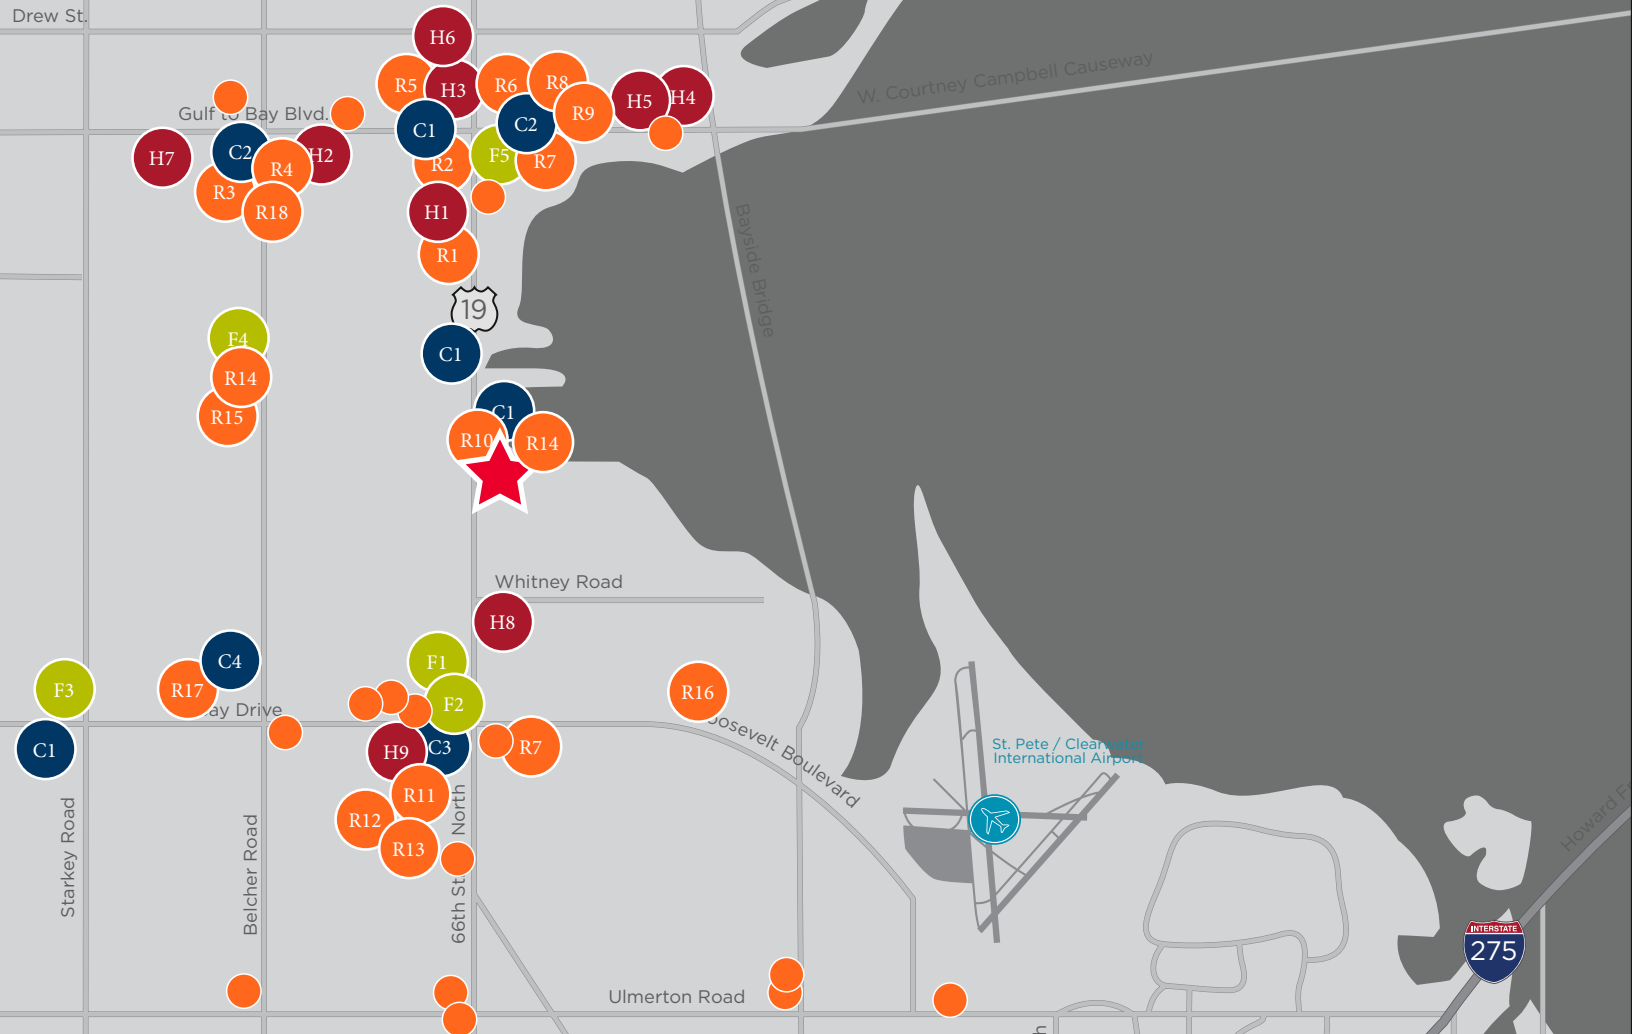 Drew St.
H6
R5
H3
R6
R8
H5
H4
W. Courtney Campbell Causeway
Gulf to Bay Blvd.
C1
C2
R9
H7
C2
R4
H2
R2
F5
R7
R3
R18
H1
R1
Bayside Bridge
19
F4
C1
R14
R15
C1
R10
R14
Whitney Road
H8
F3
R17
C4
F1
F2
R16
Drive
Roosevelt Boulevard
C1
H9
C3
R7
St. Pete / Clearwater
International Airport
R11
R12
R13
Starkey Road
Belcher Road
66th St. North
Howard
INTERSTATE
275
Ulmerton Road